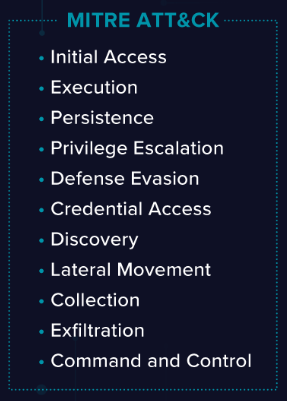 MITRE ATT&CK
• Initial Access
• Execution
• Persistence
• Privilege Escalation
• Defense Evasion
• Credential Access
• Discovery
• Lateral Movement
• Collection
• Exfiltration
• Command and Control